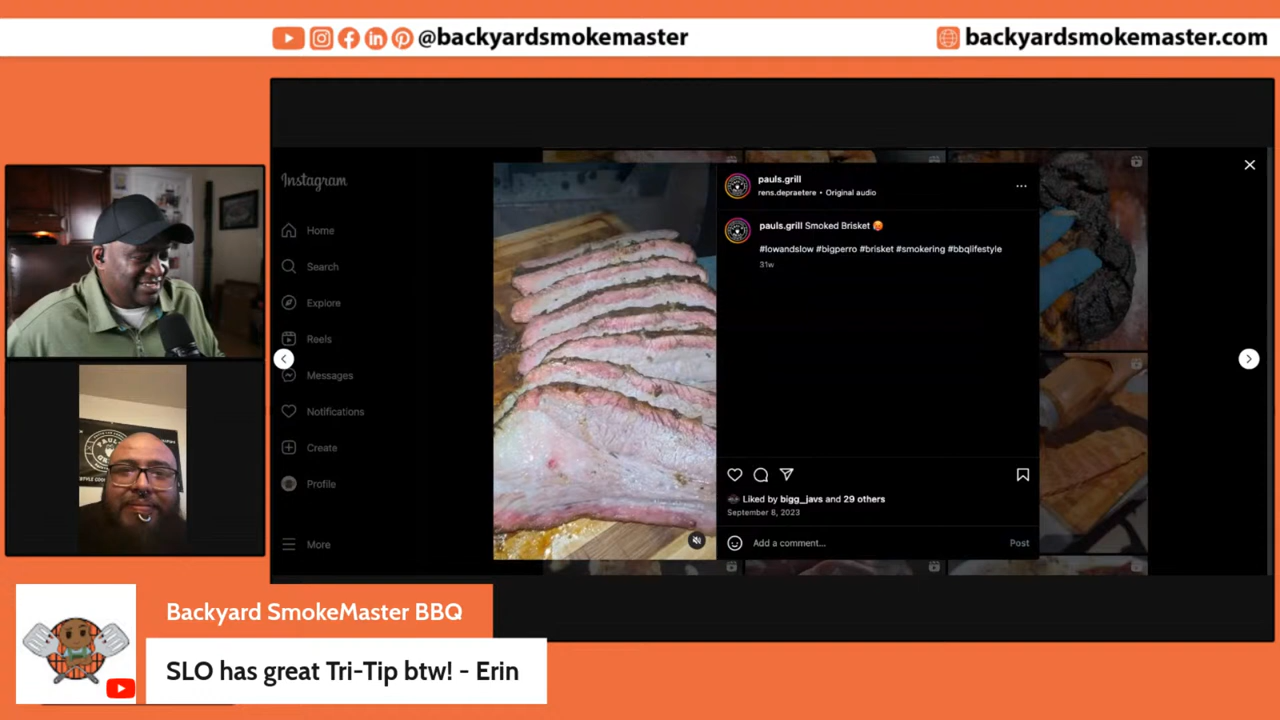 @backyardsmokemaster
backyardsmokemaster.com
Instagram
Home
Search
Explore
Reels
Messages
Notifications
Create
Profile
More
pauls.grill
rens.depraetere • Original audio
pauls.grill Smoked Brisket
#lowandslow #bigperro #brisket #smokering #bbqlifestyle
31w
Liked by bigg_javs and 29 others
September 8, 2023
Add a comment...
Post
PAUL'S
Backyard SmokeMaster BBQ
SLO has great Tri-Tip btw! - Erin